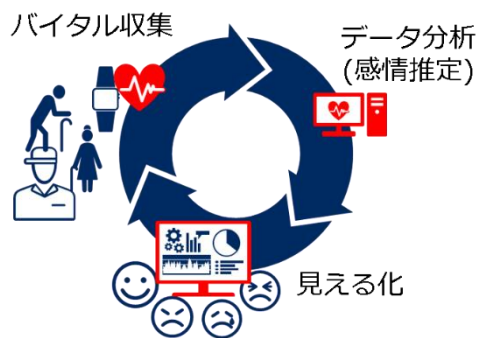 バイタル収集
データ分析
(感情推定)
見える化